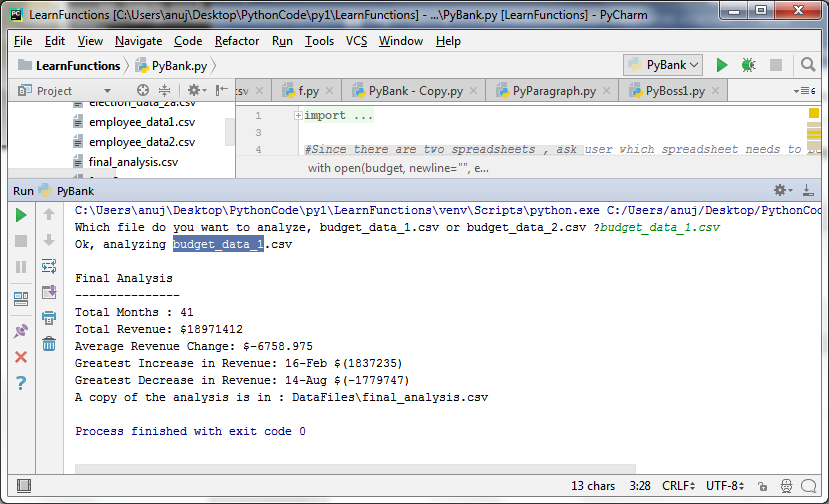 LearnFunctions [C:\Users\anuj\Desktop\PythonCode\py1\LearnFunctions] - ...\PyBank.py [LearnFunctions] - PyCharm
File Edit View Navigate Code Refactor Run Tools VCS Window Help
LearnFunctions PyBank.py PyBank
Project sv f.py PyBank - Copy.py PyParagraph.py PyBoss1.py 6
election_data_2a.csv
employee_data1.csv
employee_data2.csv
final_analysis.csv
1 import ...
3
4 #Since there are two spreadsheets , ask user which spreadsheet needs to
with open(budget, newline="", e...
Run PyBank
C:\Users\anuj\Desktop\PythonCode\py1\LearnFunctions\venv\Scripts\python.exe C:/Users/anuj/Desktop/PythonCod
Which file do you want to analyze, budget_data_1.csv or budget_data_2.csv ?budget_data_1.csv
Ok, analyzing budget_data_1.csv
Final Analysis
---------------
Total Months : 41
Total Revenue: $18971412
Average Revenue Change: $-6758.975
Greatest Increase in Revenue: 16-Feb $(1837235)
Greatest Decrease in Revenue: 14-Aug $(-1779747)
A copy of the analysis is in : DataFiles\final_analysis.csv
Process finished with exit code 0
13 chars 3:28 CRLF UTF-8